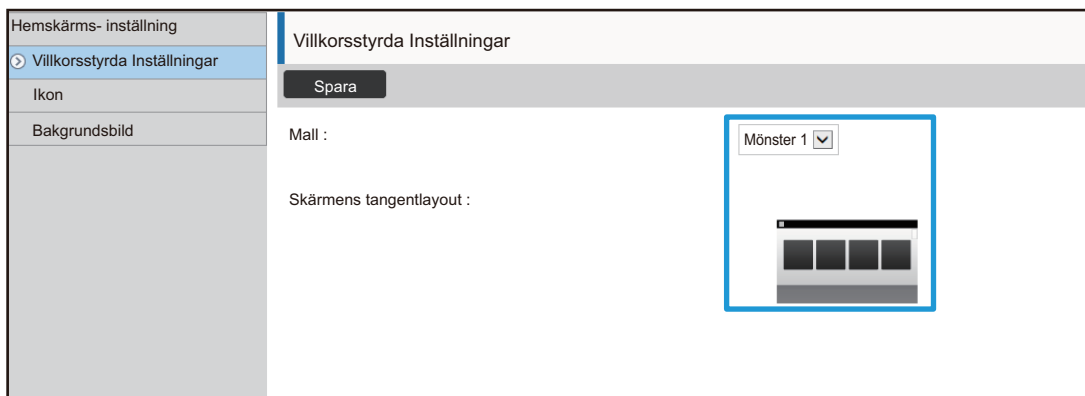 Hemskärms- inställning
Villkorsstyrda Inställningar
Ikon
Bakgrundsbild
Villkorsstyrda Inställningar
Spara
Mall :
Mönster 1
Skärmens tangentlayout :